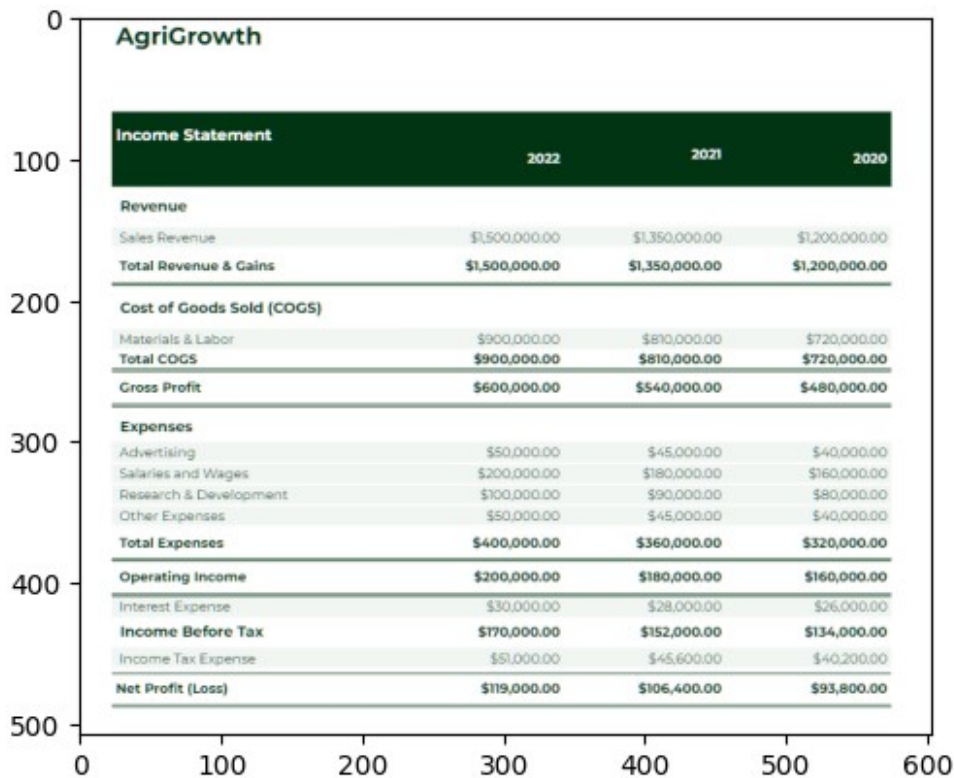 AgriGrowth
Income Statement
2022 2021 2020
Revenue
Sales Revenue $1,500,000.00 $1,350,000.00 $1,200,000.00
Total Revenue & Gains $1,500,000.00 $1,350,000.00 $1,200,000.00
Cost of Goods Sold (COGS)
Materials & Labor $900,000.00 $810,000.00 $720,000.00
Total COGS $900,000.00 $810,000.00 $720,000.00
Gross Profit $600,000.00 $540,000.00 $480,000.00
Expenses
Advertising $50,000.00 $45,000.00 $40,000.00
Salaries and Wages $200,000.00 $180,000.00 $160,000.00
Research & Development $100,000.00 $90,000.00 $80,000.00
Other Expenses $50,000.00 $45,000.00 $40,000.00
Total Expenses $400,000.00 $360,000.00 $320,000.00
Operating Income $200,000.00 $180,000.00 $160,000.00
Interest Expense $30,000.00 $28,000.00 $26,000.00
Income Before Tax $170,000.00 $152,000.00 $134,000.00
Income Tax Expense $51,000.00 $45,600.00 $40,200.00
Net Profit (Loss) $119,000.00 $106,400.00 $93,800.00
0
100
200
300
400
500
0 100 200 300 400 500 600